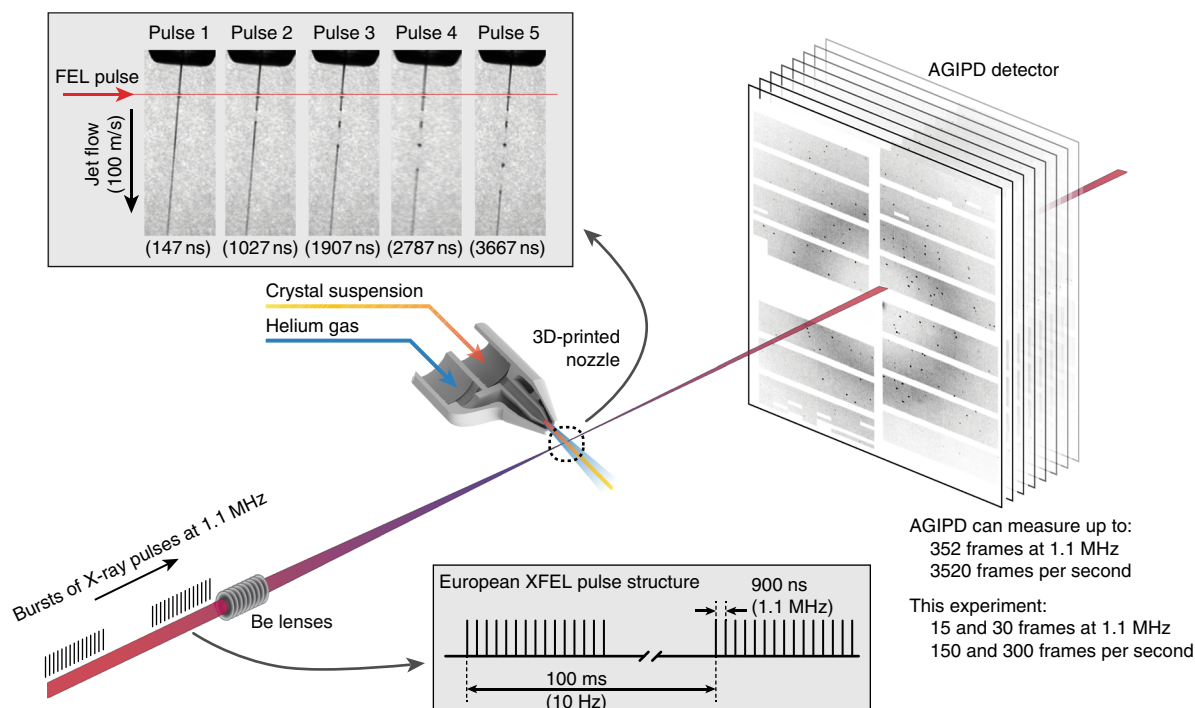 Pulse 1 Pulse 2 Pulse 3 Pulse 4 Pulse 5
FEL pulse
Jet flow
(100 m/s)
(147 ns) (1027 ns) (1907 ns) (2787 ns) (3667 ns)
AGIPD detector
Crystal suspension
Helium gas
3D-printed
nozzle
Bursts of X-ray pulses at 1.1 MHz
Be lenses
European XFEL pulse structure
900 ns
(1.1 MHz)
100 ms
(10 Hz)
AGIPD can measure up to:
352 frames at 1.1 MHz
3520 frames per second
This experiment:
15 and 30 frames at 1.1 MHz
150 and 300 frames per second